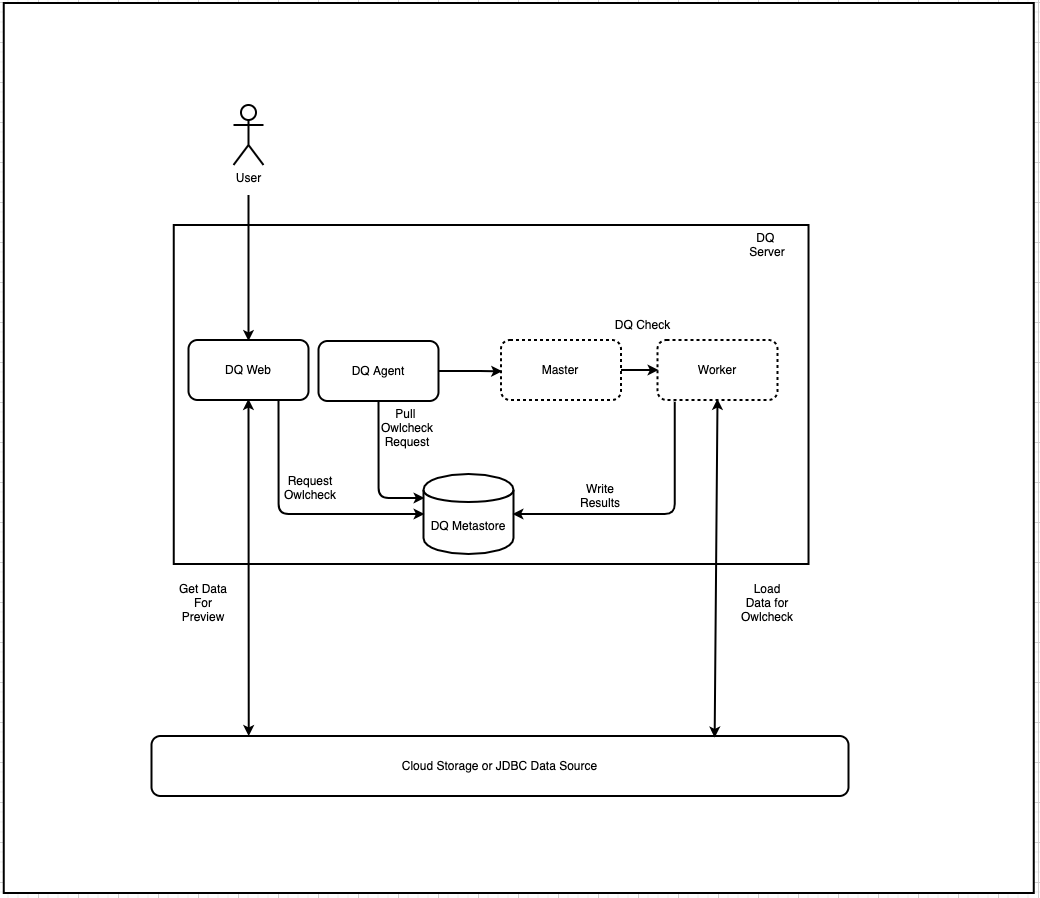 User
DQ
Server
DQ Check
DQ Web
DQ Agent
Master
Worker
Pull
Owlcheck
Request
Request
Owlcheck
Write
Results
DQ Metastore
Get Data
For
Preview
Load
Data for
Owlcheck
Cloud Storage or JDBC Data Source